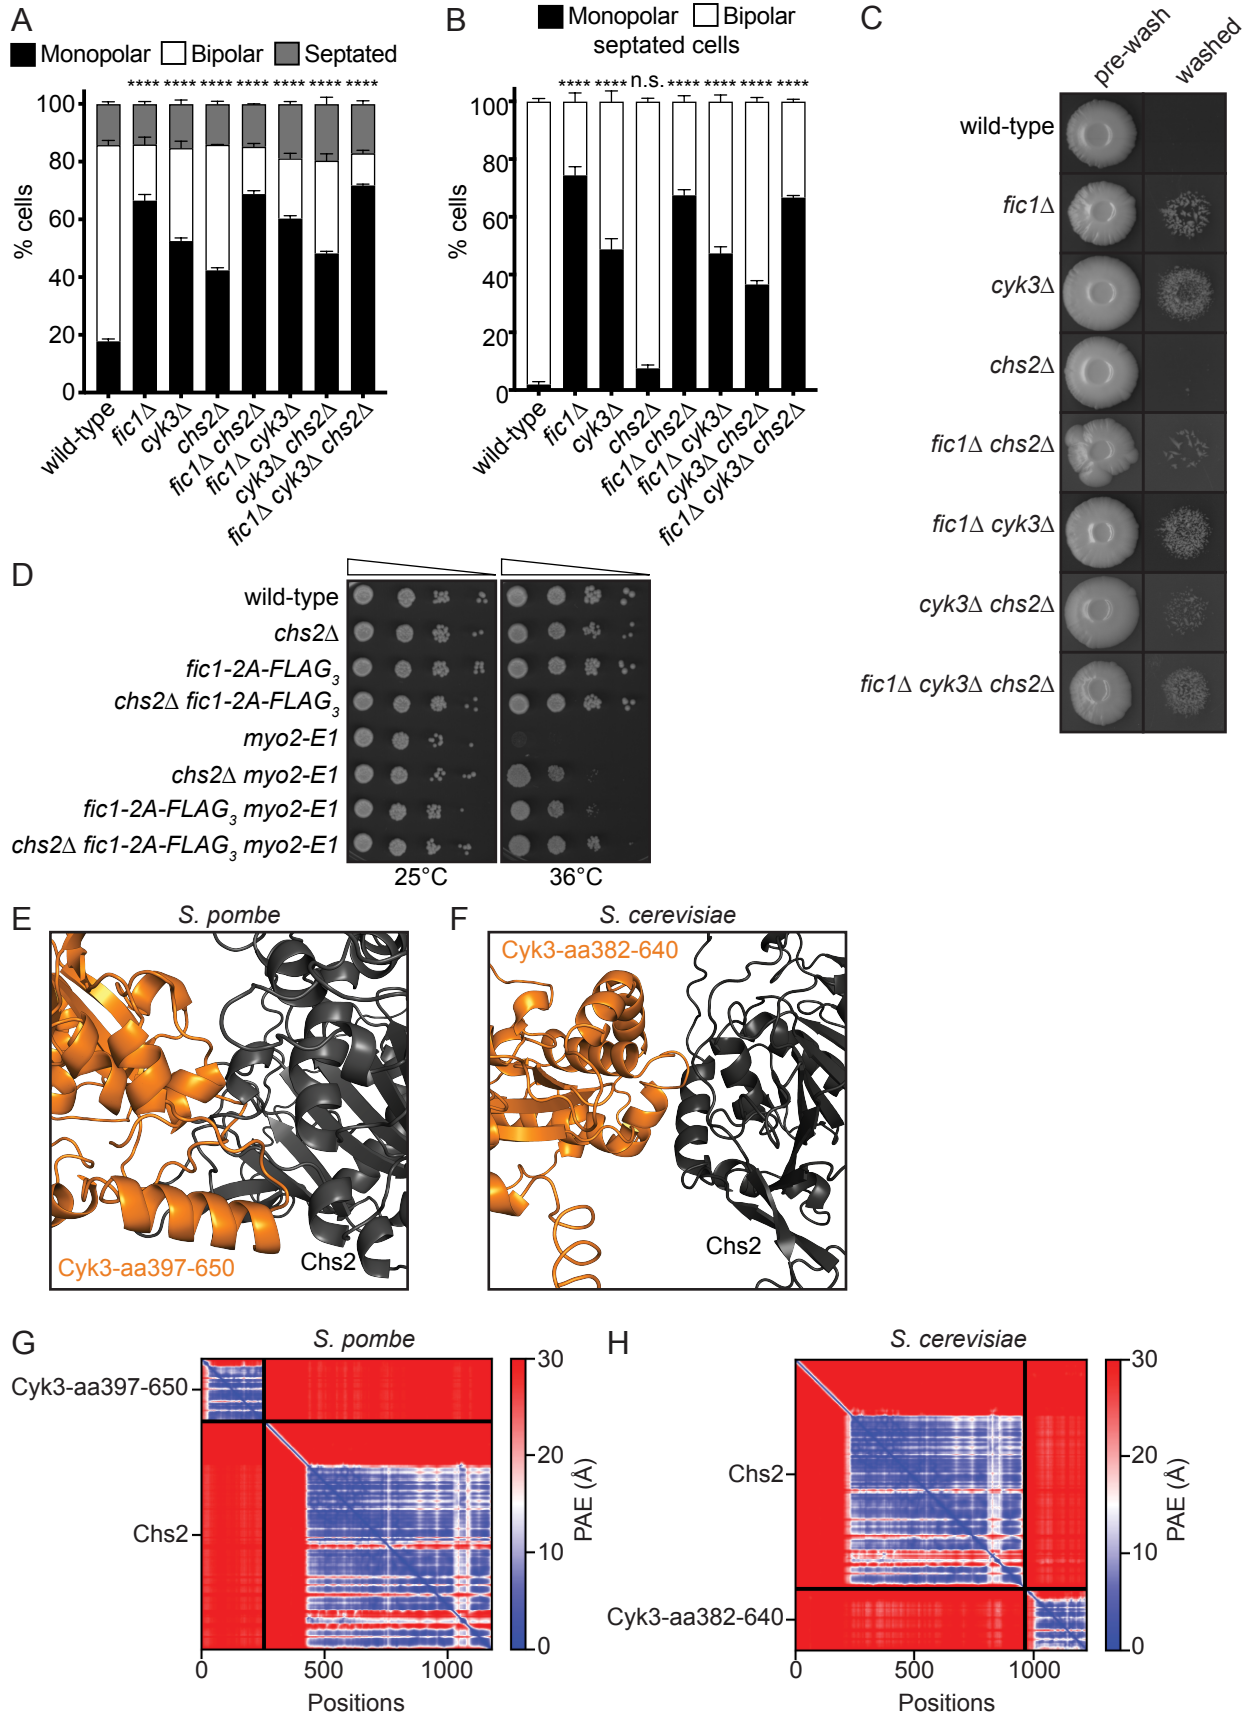 A
Monopolar Bipolar Septated
**** **** **** **** **** **** ****
100
80
60
40
20
0
% cells
wild-type
fic1Δ
cyk3Δ
chs2Δ
fic1Δ chs2Δ
fic1Δ cyk3Δ
cyk3Δ chs2Δ
fic1Δ cyk3Δ chs2Δ
B
Monopolar Bipolar
septated cells
**** **** n.s. **** **** **** ****
100
80
60
40
20
0
% cells
wild-type
fic1Δ
cyk3Δ
chs2Δ
fic1Δ chs2Δ
fic1Δ cyk3Δ
cyk3Δ chs2Δ
fic1Δ cyk3Δ chs2Δ
C
pre-wash
washed
wild-type
fic1Δ
cyk3Δ
chs2Δ
fic1Δ chs2Δ
fic1Δ cyk3Δ
cyk3Δ chs2Δ
fic1Δ cyk3Δ chs2Δ
D
wild-type
chs2Δ
fic1-2A-FLAG3
chs2Δ fic1-2A-FLAG3
myo2-E1
chs2Δ myo2-E1
fic1-2A-FLAG3 myo2-E1
chs2Δ fic1-2A-FLAG3 myo2-E1
25°C 36°C
E
S. pombe
Cyk3-aa397-650
Chs2
F
S. cerevisiae
Cyk3-aa382-640
Chs2
G
S. pombe
Cyk3-aa397-650
Chs2
0 500 1000
Positions
30
20
10
0
PAE (Å)
H
S. cerevisiae
Chs2
Cyk3-aa382-640
0 500 1000
Positions
30
20
10
0
PAE (Å)